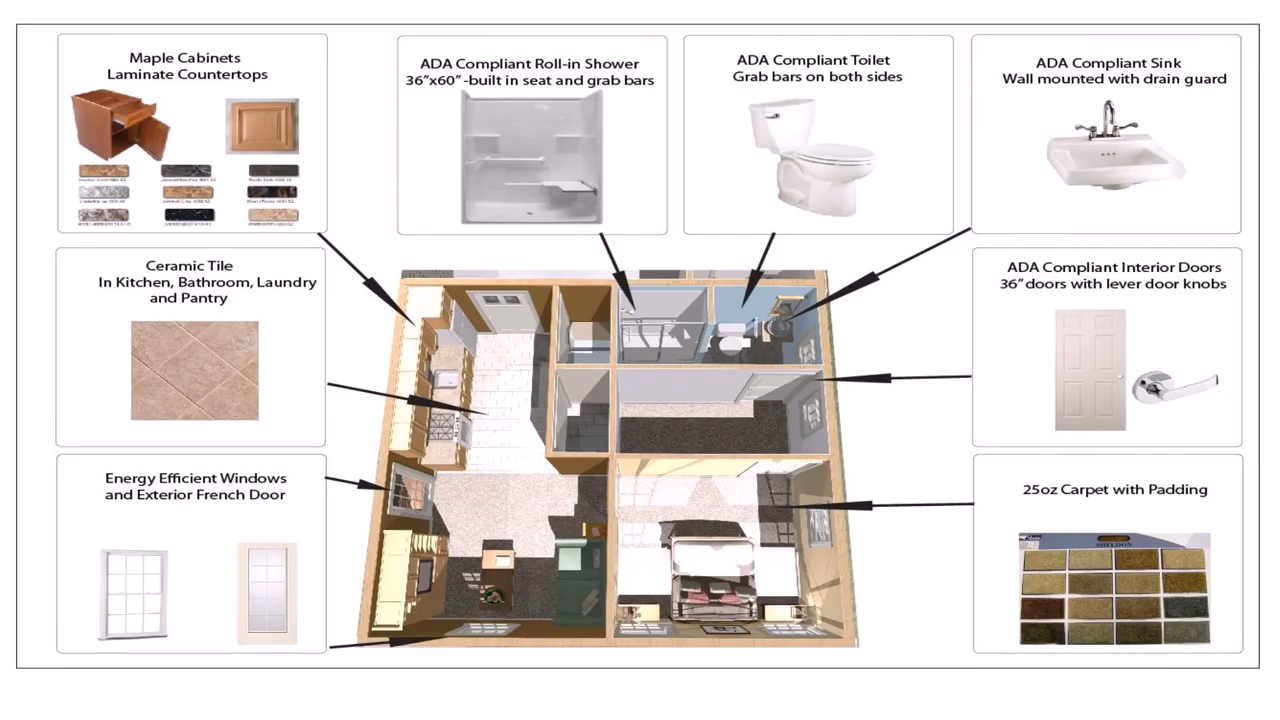 Maple Cabinets
Laminate Countertops
ADA Compliant Roll-in Shower
36"x60" -built in seat and grab bars
ADA Compliant Toilet
Grab bars on both sides
ADA Compliant Sink
Wall mounted with drain guard
Ceramic Tile
In Kitchen, Bathroom, Laundry
and Pantry
ADA Compliant Interior Doors
36" doors with lever door knobs
Energy Efficient Windows
and Exterior French Door
25oz Carpet with Padding
SHELDON